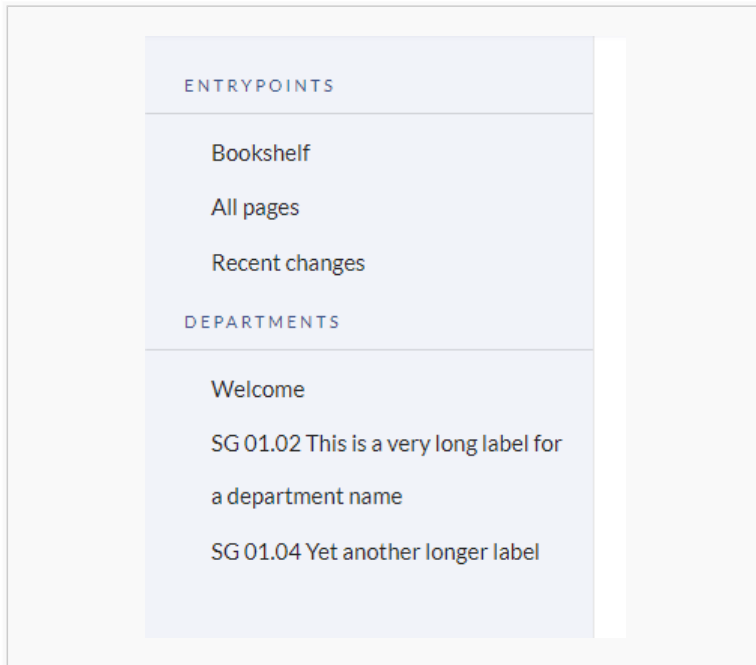 ENTRYPOINTS
Bookshelf
All pages
Recent changes
DEPARTMENTS
Welcome
SG 01.02 This is a very long label for
a department name
SG 01.04 Yet another longer label